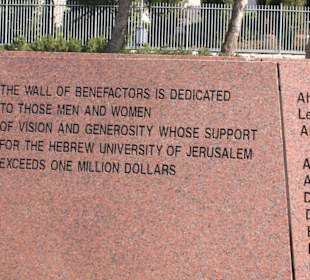 THE WALL OF BENEFACTORS IS DEDICATED
TO THOSE MEN AND WOMEN
OF VISION AND GENEROSITY WHOSE SUPPORT
FOR THE HEBREW UNIVERSITY OF JERUSALEM
EXCEEDS ONE MILLION DOLLARS